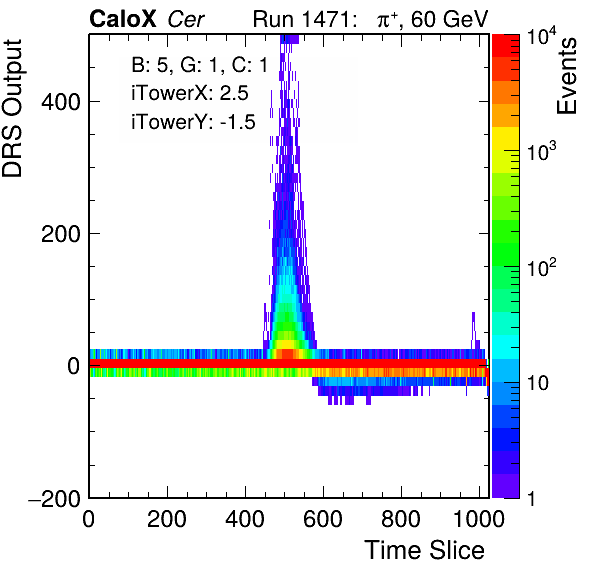 CaloX Cer Run 1471: π⁺, 60 GeV
B: 5, G: 1, C: 1
iTowerX: 2.5
iTowerY: -1.5
DRS Output
400
200
0
−200
0 200 400 600 800 1000
Time Slice
Events
10⁴
10³
10²
10
1